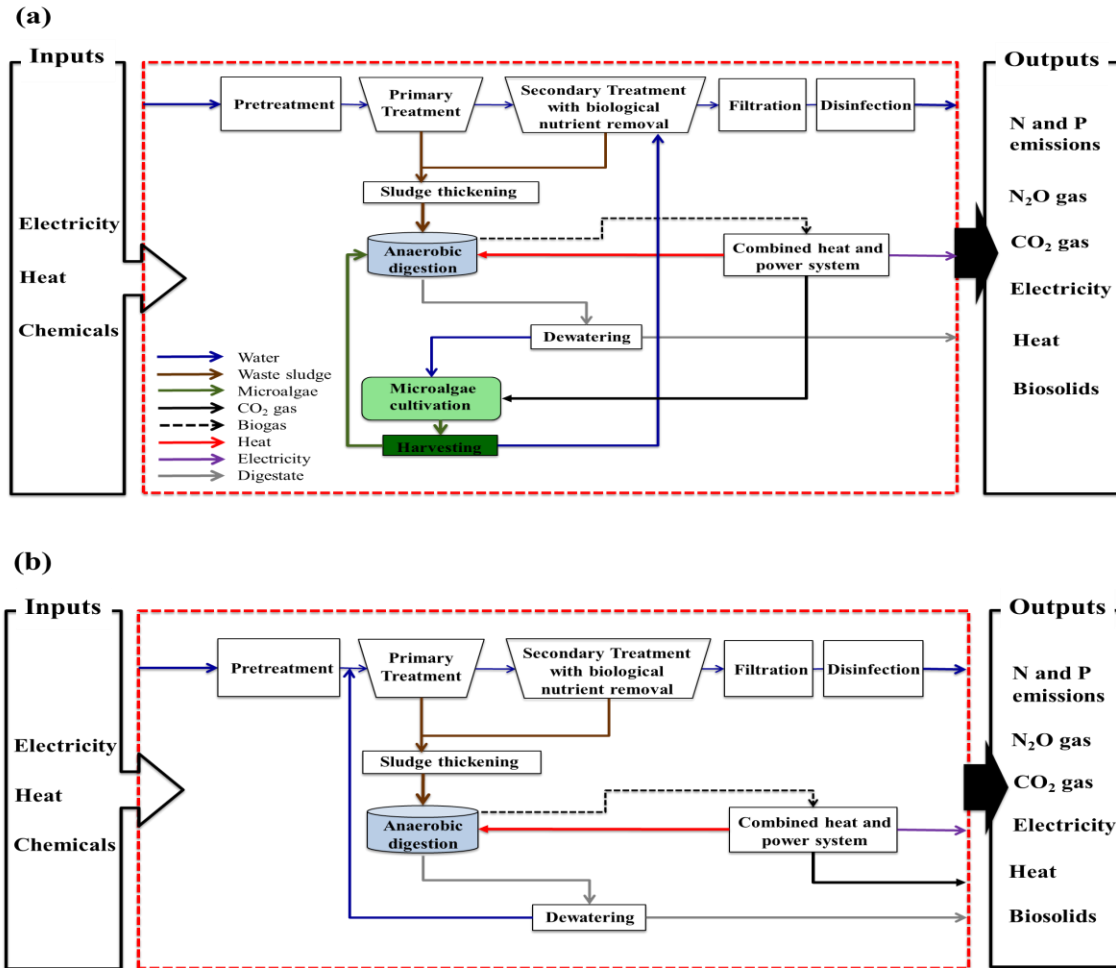 (a)
Inputs
Outputs
Pretreatment
Primary
Treatment
Secondary Treatment
with biological
nutrient removal
Filtration
Disinfection
N and P
emissions
Sludge thickening
N₂O gas
Electricity
Anaerobic
digestion
Combined heat and
power system
CO₂ gas
Heat
Electricity
Chemicals
Dewatering
Heat
Water
Waste sludge
Microalgae
CO₂ gas
Biogas
Heat
Electricity
Digestate
Microalgae
cultivation
Biosolids
Harvesting
(b)
Inputs
Outputs
Pretreatment
Primary
Treatment
Secondary Treatment
with biological
nutrient removal
Filtration
Disinfection
N and P
emissions
Electricity
N₂O gas
Sludge thickening
Heat
CO₂ gas
Anaerobic
digestion
Combined heat and
power system
Electricity
Chemicals
Heat
Dewatering
Biosolids